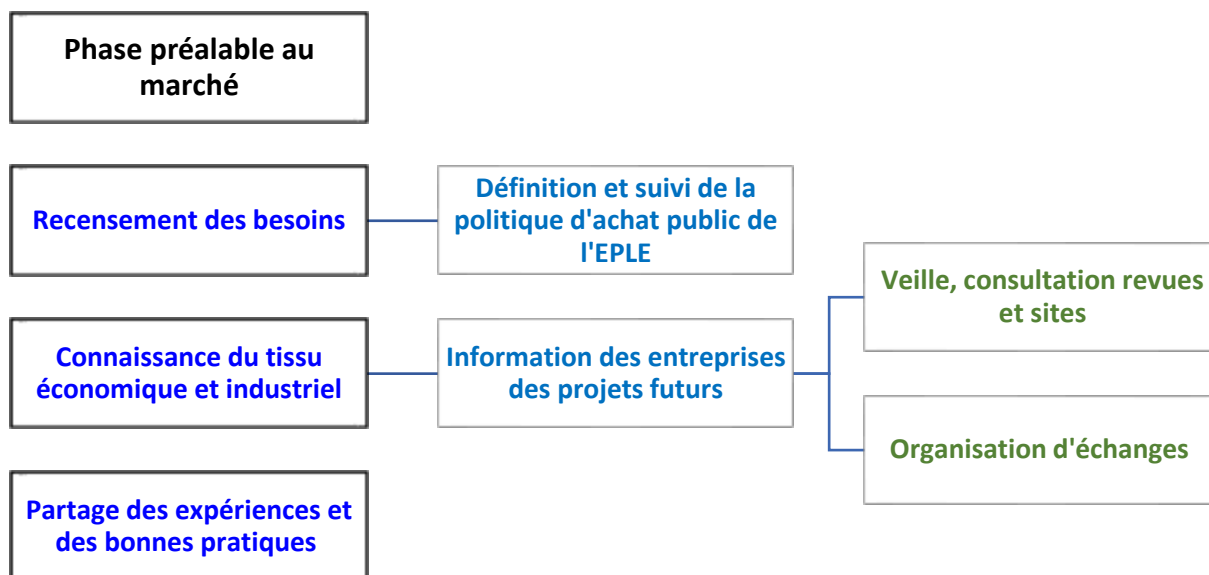 Phase préalable au
marché
Recensement des besoins
Définition et suivi de la
politique d'achat public de
l'EPLE
Connaissance du tissu
économique et industriel
Information des entreprises
des projets futurs
Veille, consultation revues
et sites
Organisation d'échanges
Partage des expériences et
des bonnes pratiques